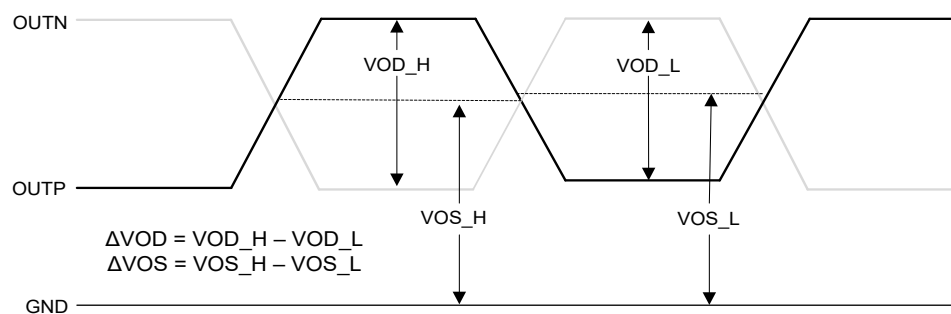 OUTN
VOD_H
VOD_L
OUTP
VOS_H
VOS_L
ΔVOD = VOD_H – VOD_L
ΔVOS = VOS_H – VOS_L
GND